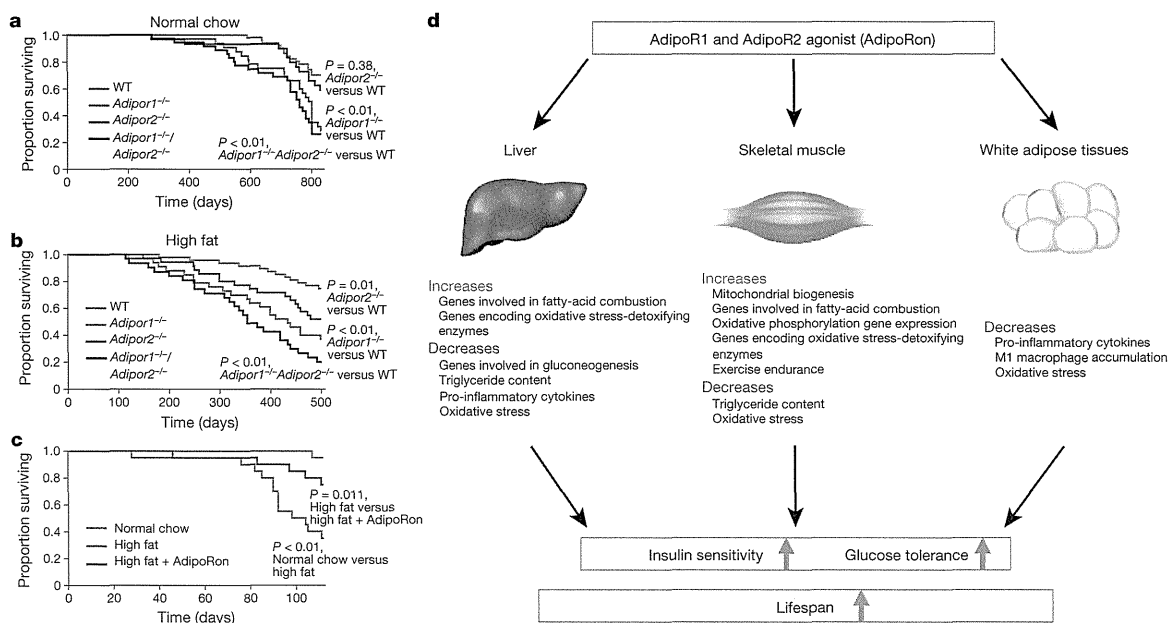 a
Normal chow
Proportion surviving
1.0
0.8
0.6
0.4
0.2
0
WT
Adipor1–/–
Adipor2–/–
Adipor1–/–/
Adipor2–/–
P = 0.38,
Adipor2–/–
versus WT
P < 0.01,
Adipor1–/–
versus WT
P < 0.01,
Adipor1–/–Adipor2–/– versus WT
0 200 400 600 800
Time (days)
b
High fat
Proportion surviving
1.0
0.8
0.6
0.4
0.2
0
WT
Adipor1–/–
Adipor2–/–
Adipor1–/–/
Adipor2–/–
P = 0.01,
Adipor2–/–
versus WT
P < 0.01,
Adipor1–/–
versus WT
P < 0.01,
Adipor1–/–Adipor2–/– versus WT
0 100 200 300 400 500
Time (days)
c
Proportion surviving
1.0
0.8
0.6
0.4
0.2
0
Normal chow
High fat
High fat + AdipoRon
P = 0.011,
High fat versus
high fat + AdipoRon
P < 0.01,
Normal chow versus
high fat
0 20 40 60 80 100
Time (days)
d
AdipoR1 and AdipoR2 agonist (AdipoRon)
Liver
Increases
Genes involved in fatty-acid combustion
Genes encoding oxidative stress-detoxifying
enzymes
Decreases
Genes involved in gluconeogenesis
Triglyceride content
Pro-inflammatory cytokines
Oxidative stress
Skeletal muscle
Increases
Mitochondrial biogenesis
Genes involved in fatty-acid combustion
Oxidative phosphorylation gene expression
Genes encoding oxidative stress-detoxifying
enzymes
Exercise endurance
Decreases
Triglyceride content
Oxidative stress
White adipose tissues
Decreases
Pro-inflammatory cytokines
M1 macrophage accumulation
Oxidative stress
Insulin sensitivity Glucose tolerance
Lifespan